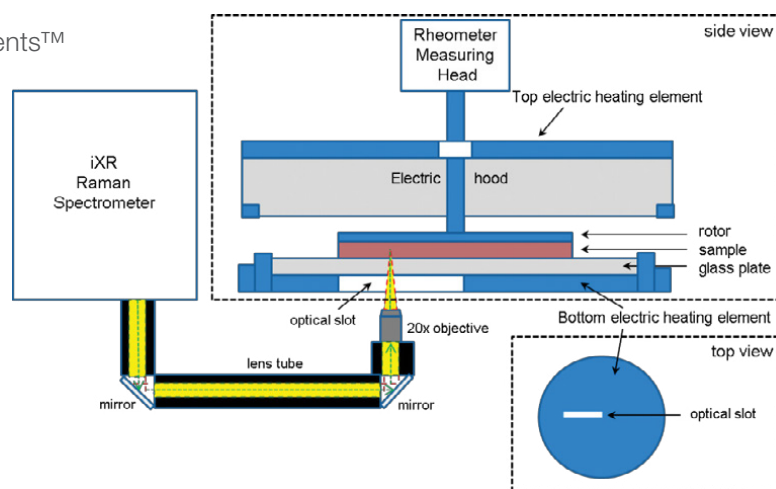 ents™
side view
Rheometer
Measuring
Head
Top electric heating element
iXR
Raman
Spectrometer
Electric hood
rotor
sample
glass plate
optical slot
20x objective
Bottom electric heating element
lens tube
mirror
mirror
top view
optical slot